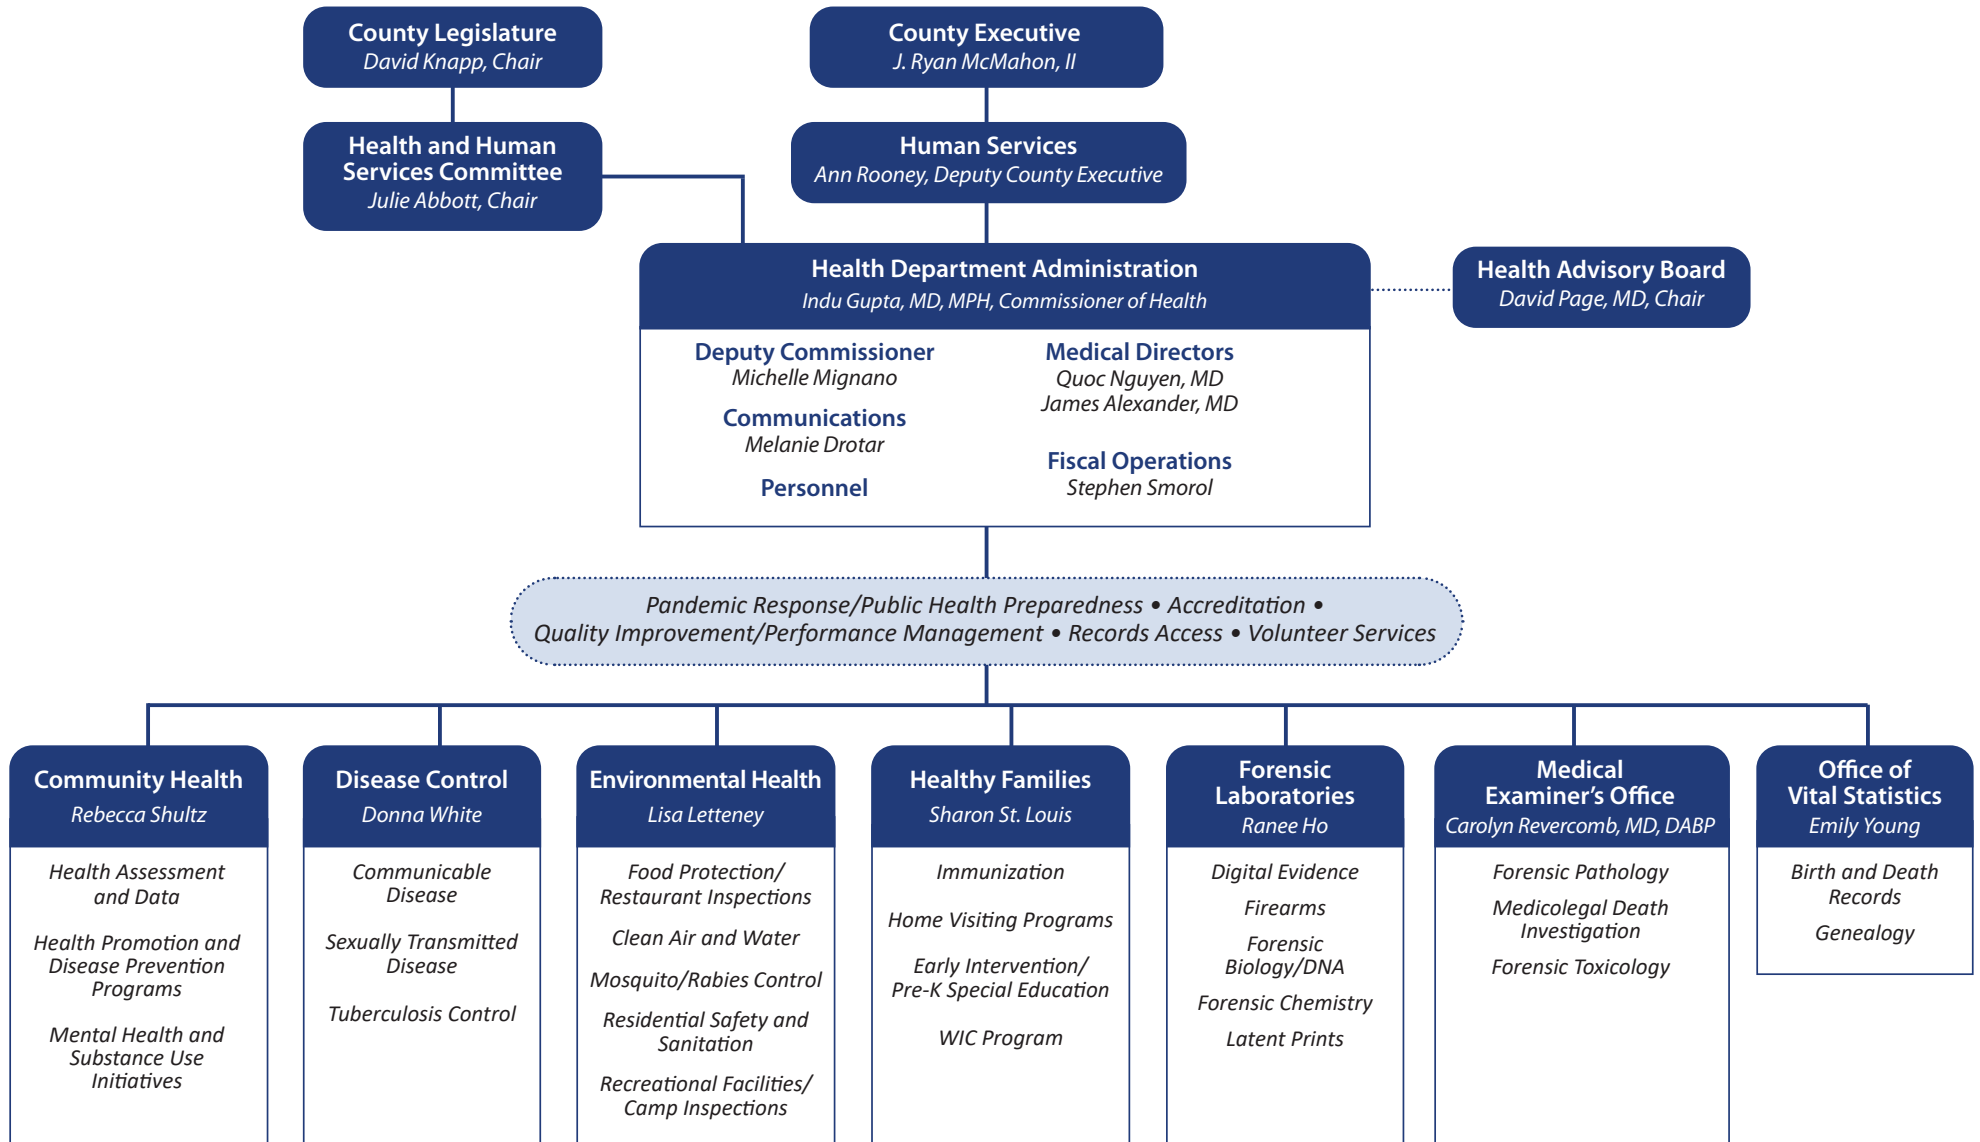 County Legislature
David Knapp, Chair
County Executive
J. Ryan McMahon, II
Health and Human
Services Committee
Julie Abbott, Chair
Human Services
Ann Rooney, Deputy County Executive
Health Department Administration
Indu Gupta, MD, MPH, Commissioner of Health
Health Advisory Board
David Page, MD, Chair
Deputy Commissioner
Michelle Mignano
Communications
Melanie Drotar
Personnel
Medical Directors
Quoc Nguyen, MD
James Alexander, MD
Fiscal Operations
Stephen Smorol
Pandemic Response/Public Health Preparedness • Accreditation •
Quality Improvement/Performance Management • Records Access • Volunteer Services
Community Health
Rebecca Shultz
Health Assessment
and Data
Health Promotion and
Disease Prevention
Programs
Mental Health and
Substance Use
Initiatives
Disease Control
Donna White
Communicable
Disease
Sexually Transmitted
Disease
Tuberculosis Control
Environmental Health
Lisa Letteney
Food Protection/
Restaurant Inspections
Clean Air and Water
Mosquito/Rabies Control
Residential Safety and
Sanitation
Recreational Facilities/
Camp Inspections
Healthy Families
Sharon St. Louis
Immunization
Home Visiting Programs
Early Intervention/
Pre-K Special Education
WIC Program
Forensic
Laboratories
Ranee Ho
Digital Evidence
Firearms
Forensic
Biology/DNA
Forensic Chemistry
Latent Prints
Medical
Examiner’s Office
Carolyn Revercomb, MD, DABP
Forensic Pathology
Medicolegal Death
Investigation
Forensic Toxicology
Office of
Vital Statistics
Emily Young
Birth and Death
Records
Genealogy